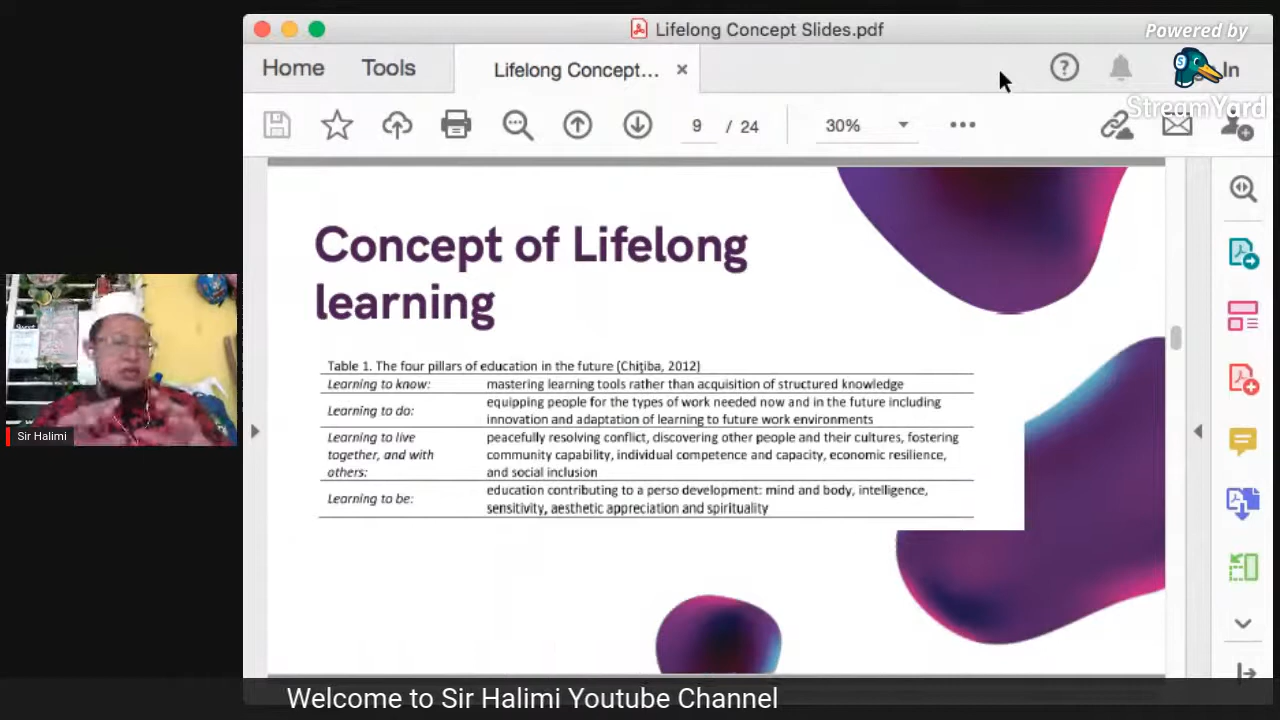 Lifelong Concept Slides.pdf
Powered by
Home
Tools
Lifelong Concept...
In
StreamYard
9 / 24
30%
Concept of Lifelong
learning
Table 1. The four pillars of education in the future (Chiţiba, 2012)
Learning to know: mastering learning tools rather than acquisition of structured knowledge
Learning to do: equipping people for the types of work needed now and in the future including
innovation and adaptation of learning to future work environments
Learning to live together, and with others: peacefully resolving conflict, discovering other people and their cultures, fostering
community capability, individual competence and capacity, economic resilience,
and social inclusion
Learning to be: education contributing to a perso development: mind and body, intelligence,
sensitivity, aesthetic appreciation and spirituality
Sir Halimi
Welcome to Sir Halimi Youtube Channel